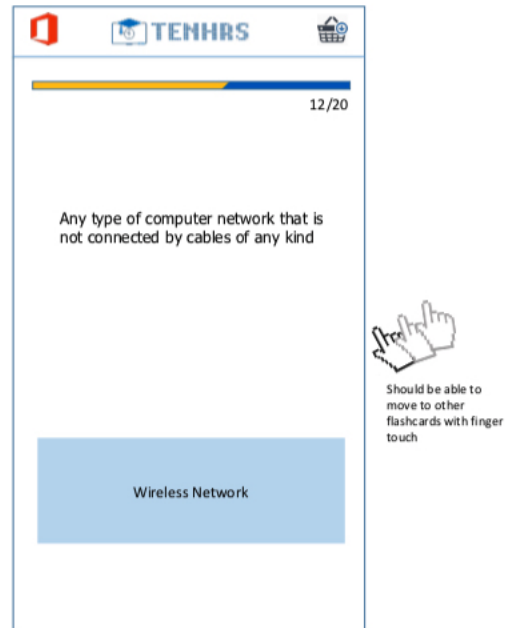 TENHRS
12/20
Any type of computer network that is
not connected by cables of any kind
Should be able to
move to other
flashcards with finger
touch
Wireless Network